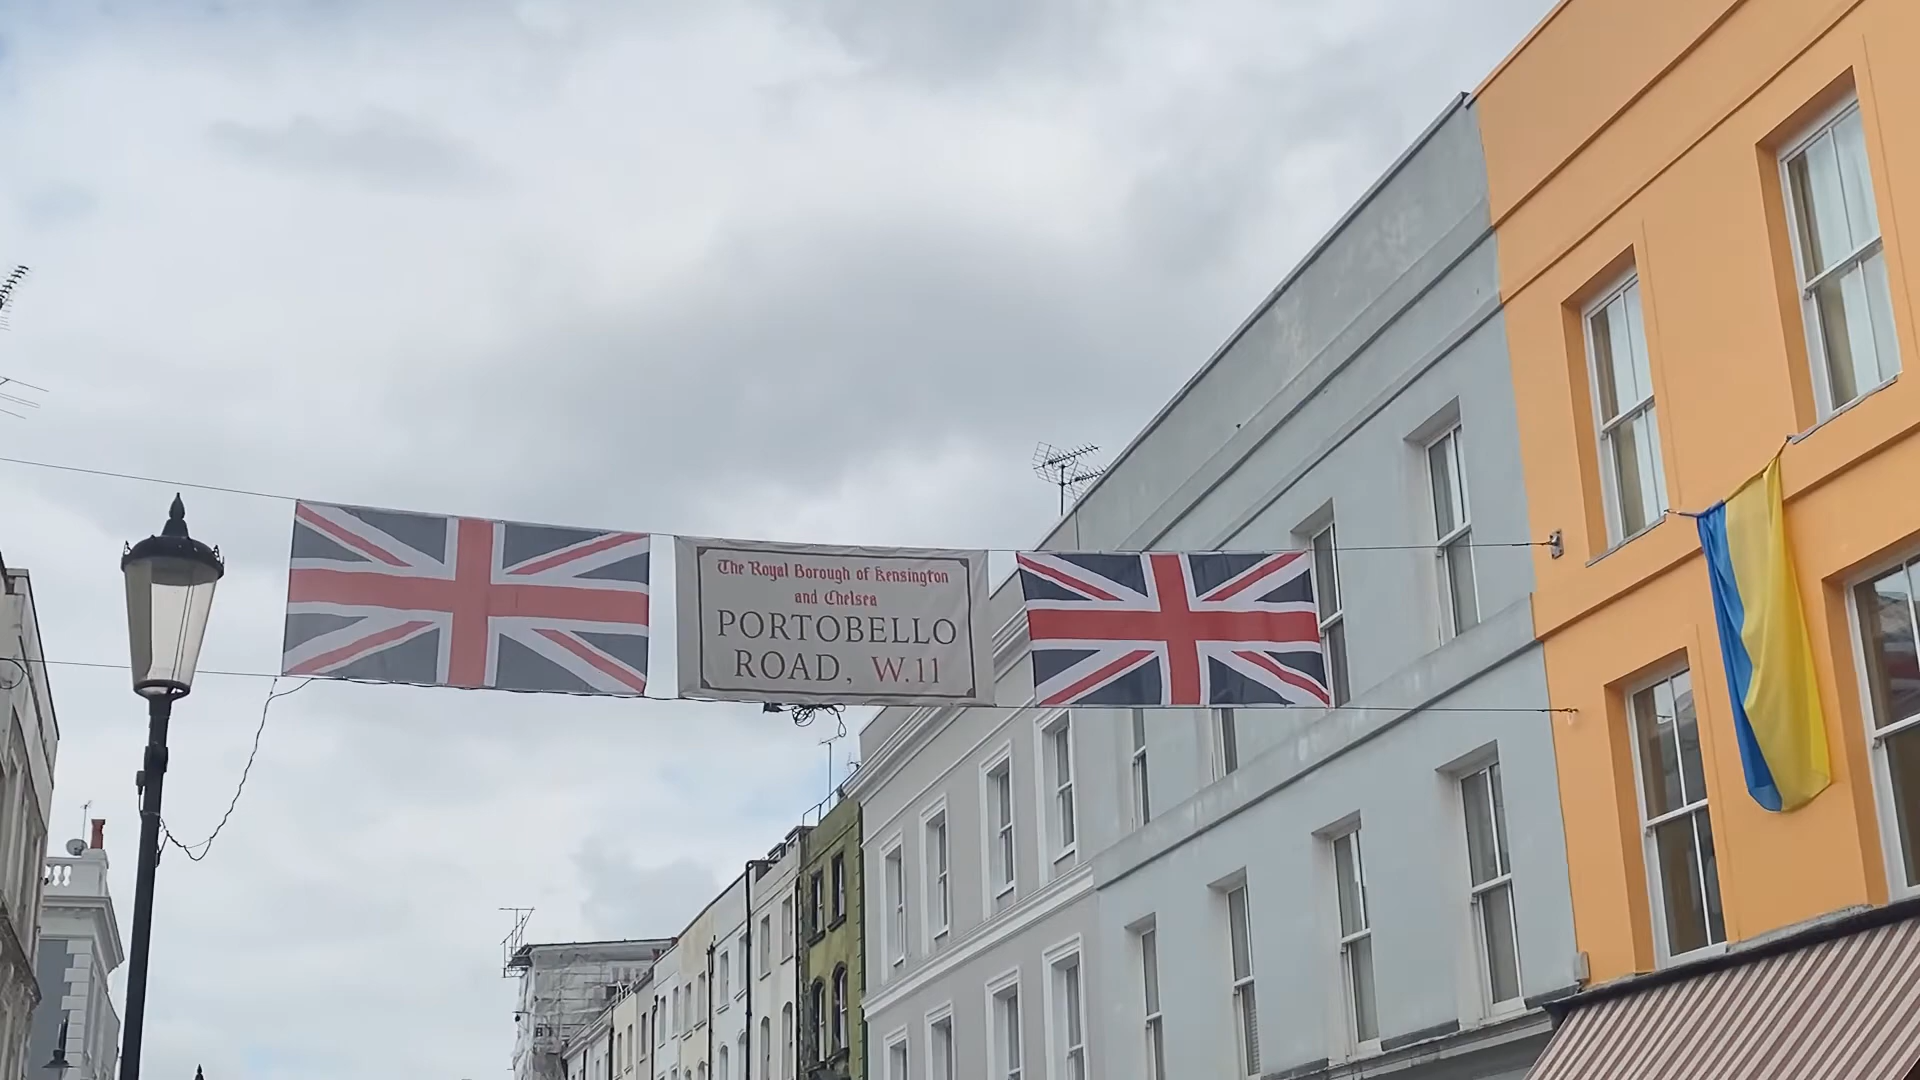 The Royal Borough of Kensington
and Chelsea
PORTOBELLO
ROAD, W.11